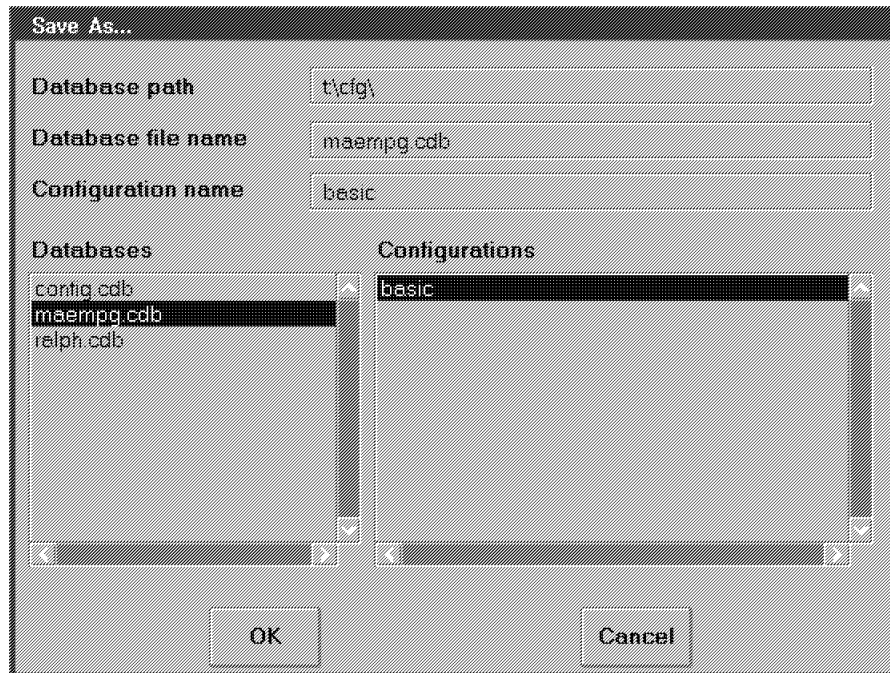 Save As...
Database path t:\cfg\
Database file name maempg.cdb
Configuration name basic
Databases Configurations
config.cdb basic
maempg.cdb
ralph.cdb
OK Cancel